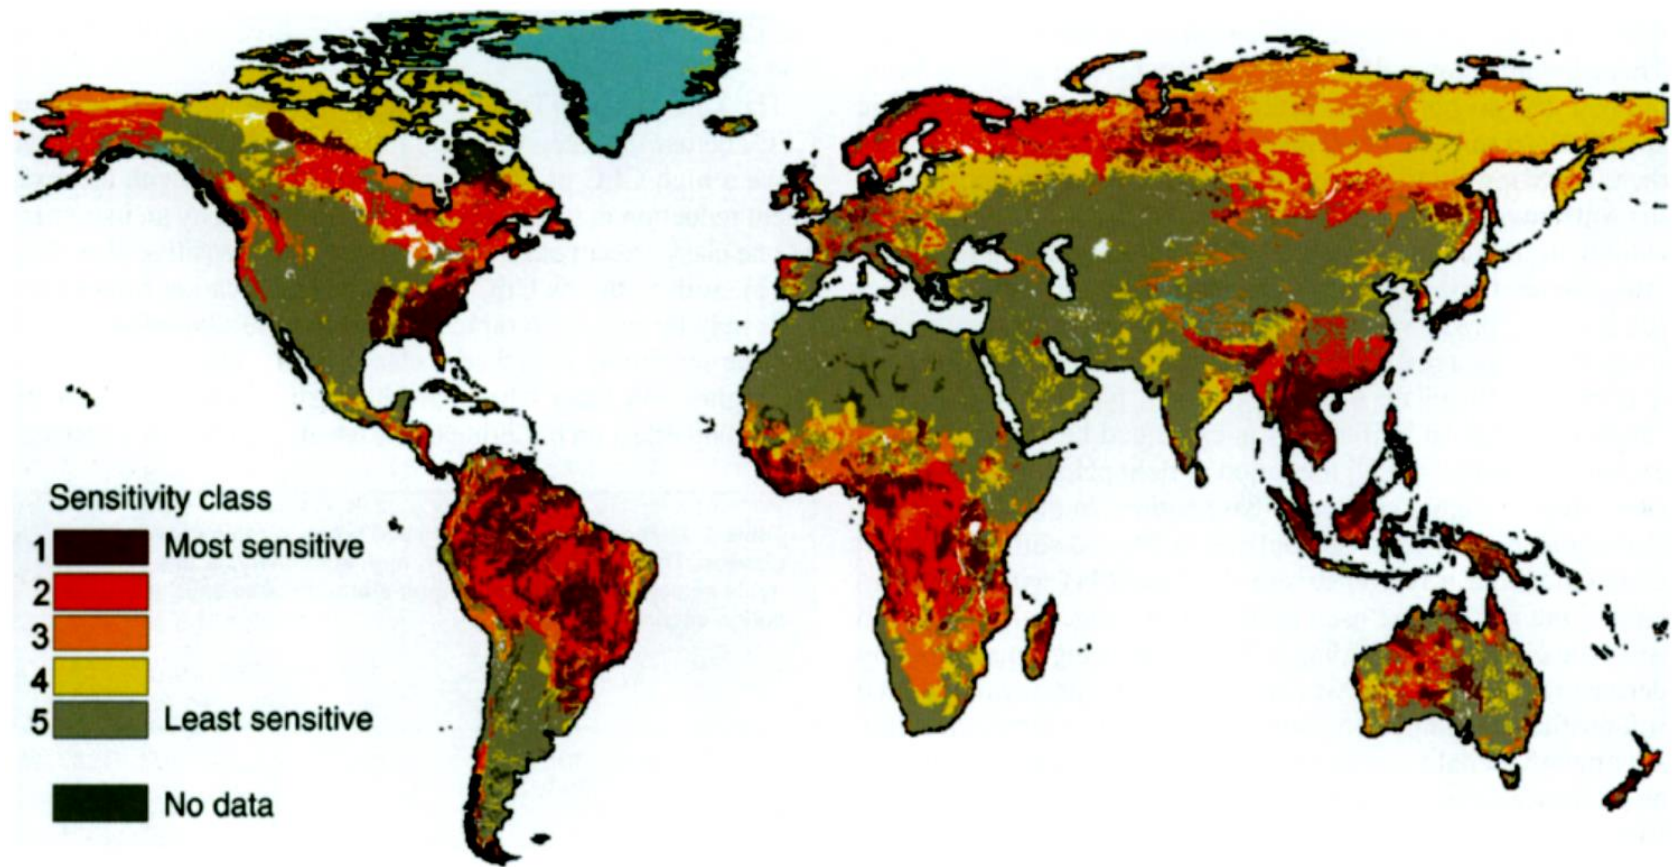 Sensitivity class
1 Most sensitive
2
3
4
5 Least sensitive
No data